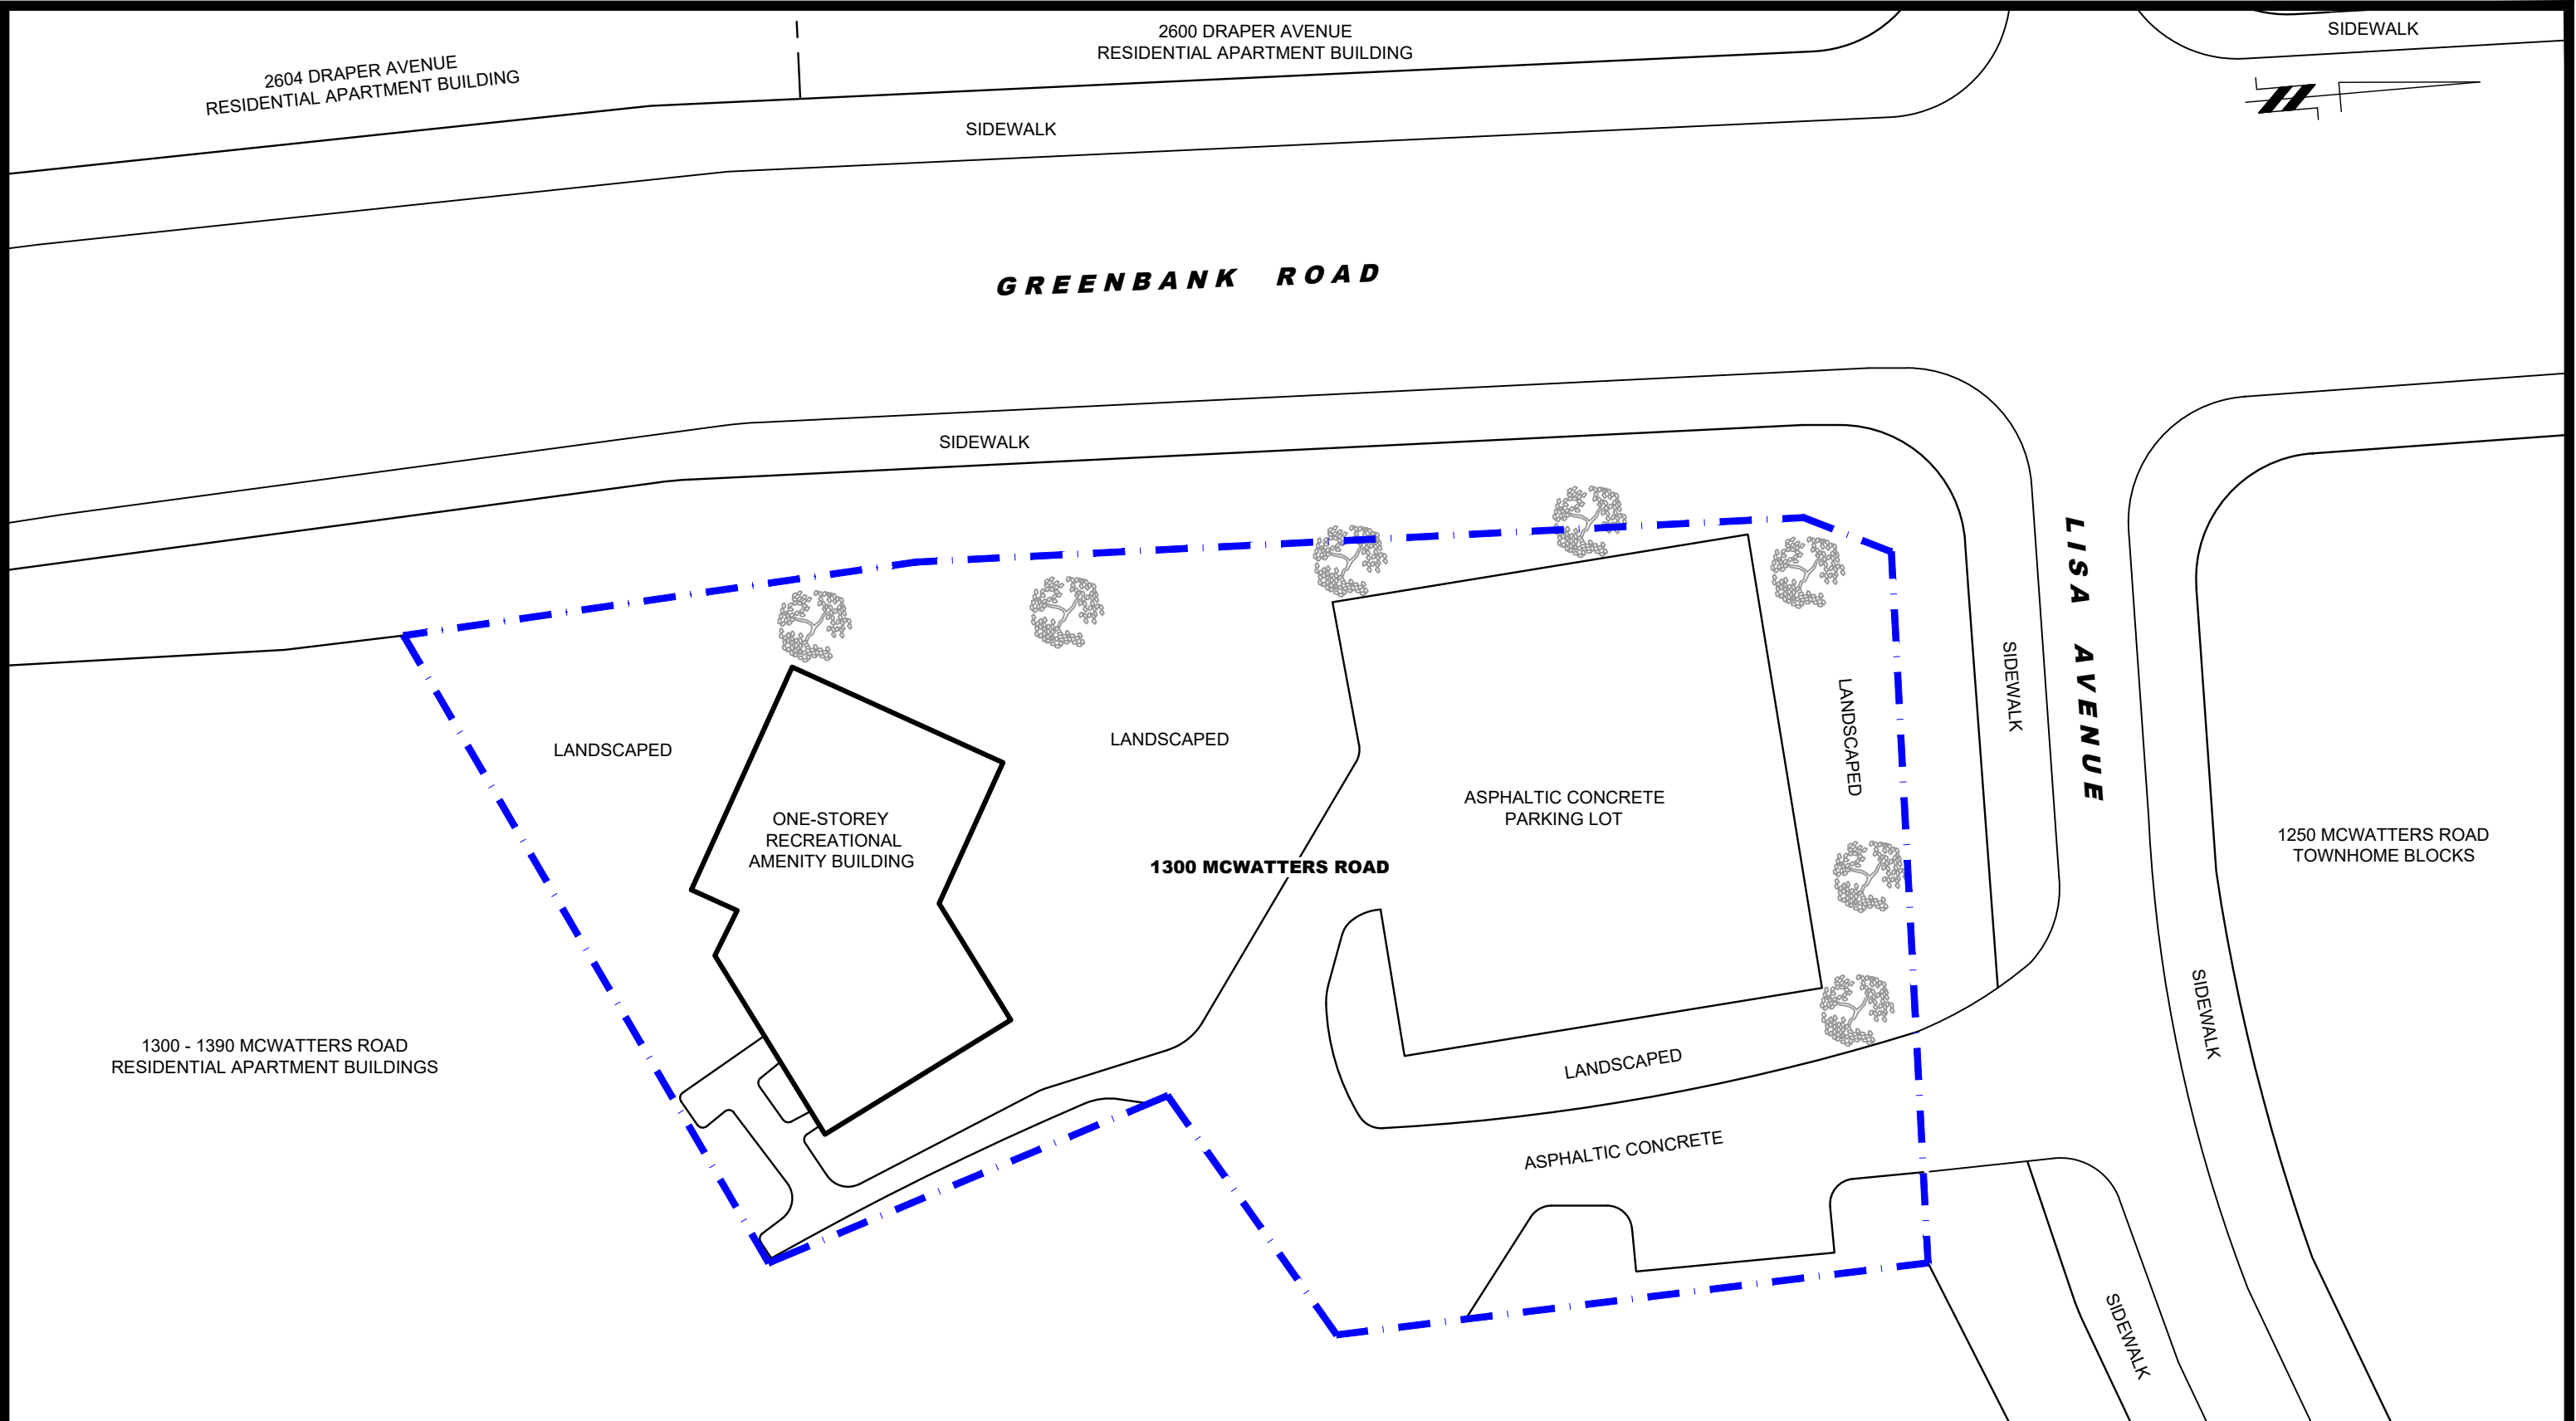 2600 DRAPER AVENUE
RESIDENTIAL APARTMENT BUILDING
SIDEWALK
2604 DRAPER AVENUE
RESIDENTIAL APARTMENT BUILDING
SIDEWALK
GREENBANK ROAD
SIDEWALK
LISA AVENUE
SIDEWALK
LANDSCAPED
LANDSCAPED
LANDSCAPED
ASPHALTIC CONCRETE
PARKING LOT
ONE-STOREY
RECREATIONAL
AMENITY BUILDING
1300 MCWATTERS ROAD
1250 MCWATTERS ROAD
TOWNHOME BLOCKS
SIDEWALK
1300 - 1390 MCWATTERS ROAD
RESIDENTIAL APARTMENT BUILDINGS
LANDSCAPED
ASPHALTIC CONCRETE
SIDEWALK